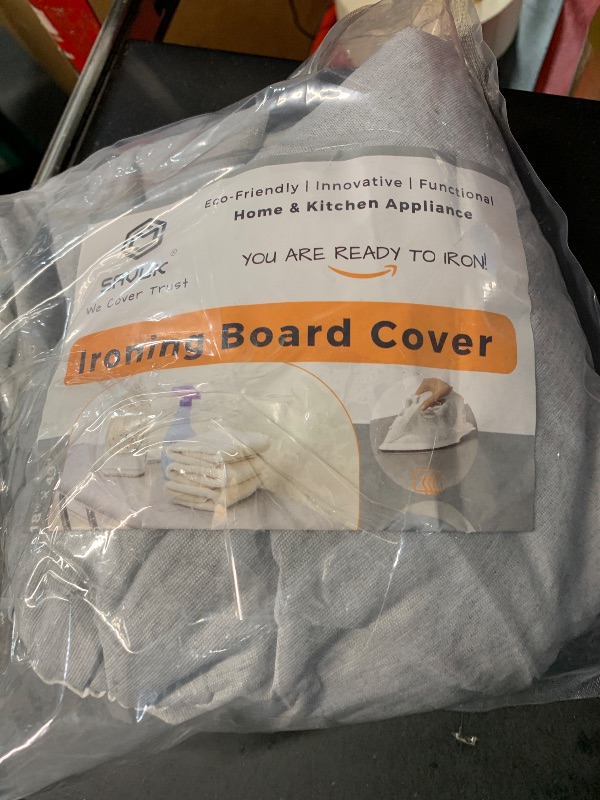 Eco-Friendly | Innovative | Functional
Home & Kitchen Appliance
®
We Cover Trust
YOU ARE READY TO IRON!
Ironing Board Cover